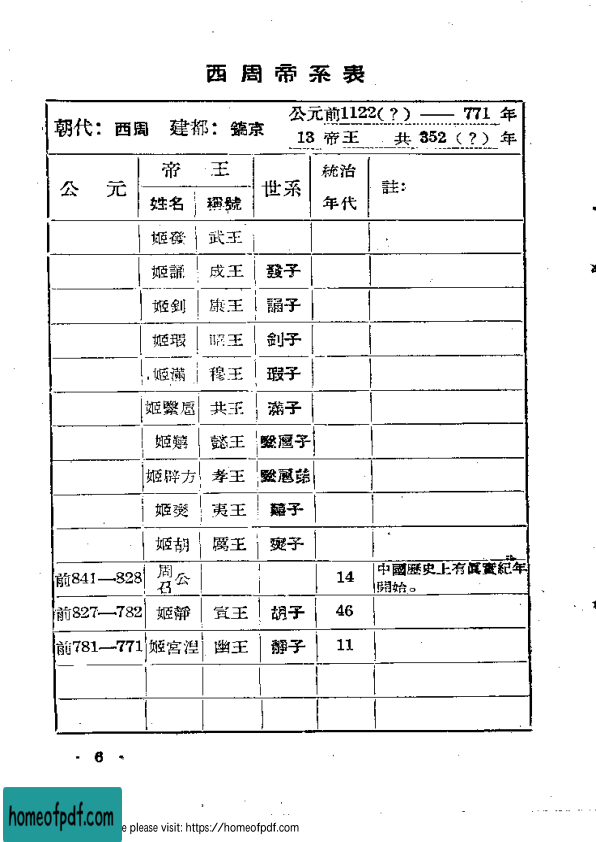 西周帝系表
朝代：西周 建都：鎬京 公元前1122(?) —— 771 年
13 帝王 共 352 (?) 年
公 元 帝 王 世系 統治年代 註：
姓名 稱號
姬發 武王
姬誦 成王 發子
姬釗 康王 誦子
姬瑕 昭王 釗子
姬滿 穆王 瑕子
姬繄扈 共王 滿子
姬囏 懿王 繄扈子
姬辟方 孝王 繄扈弟
姬燮 夷王 囏子
姬胡 厲王 燮子
前841—828 周召公 14 中國歷史上有眞實紀年開始。
前827—782 姬靜 宣王 胡子 46
前781—771 姬宮湼 幽王 靜子 11
· 6 ·
homeofpdf.com
e please visit: https://homeofpdf.com